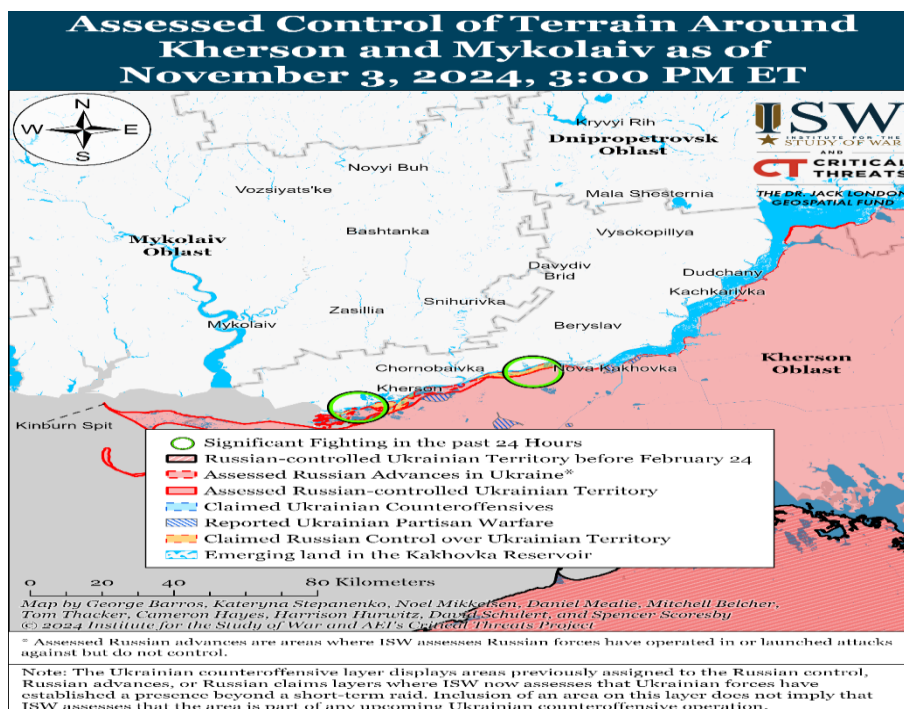 Assessed Control of Terrain Around
Kherson and Mykolaiv as of
November 3, 2024, 3:00 PM ET
N
W E
S
ISW
INSTITUTE FOR THE
STUDY OF WAR
AND
CT CRITICAL
THREATS
THE DR. JACK LONDON
GEOSPATIAL FUND
Kryvyi Rih
Dnipropetrovsk
Oblast
Novyi Buh
Vozsiyats'ke
Mala Shesternia
Bashtanka
Vysokopillya
Mykolaiv
Oblast
Davydiv
Brid
Dudchany
Kachkarivka
Snihurivka
Zasillia
Mykolaiv
Beryslav
Chornobaivka
Nova Kakhovka
Kherson
Oblast
Kherson
Kinburn Spit
Significant Fighting in the past 24 Hours
Russian-controlled Ukrainian Territory before February 24
Assessed Russian Advances in Ukraine*
Assessed Russian-controlled Ukrainian Territory
Claimed Ukrainian Counteroffensives
Reported Ukrainian Partisan Warfare
Claimed Russian Control over Ukrainian Territory
Emerging land in the Kakhovka Reservoir
0 20 40 80 Kilometers
Map by George Barros, Kateryna Stepanenko, Noel Mikkelsen, Daniel Mealie, Mitchell Belcher,
Tom Thacker, Cameron Hayes, Harrison Hurwitz, David Schulert, and Spencer Scoresby
© 2024 Institute for the Study of War and AEI's Critical Threats Project
* Assessed Russian advances are areas where ISW assesses Russian forces have operated in or launched attacks
against but do not control.
Note: The Ukrainian counteroffensive layer displays areas previously assigned to the Russian control,
Russian advances, or Russian claims layers where ISW now assesses that Ukrainian forces have
established a presence beyond a short-term raid. Inclusion of an area on this layer does not imply that
ISW assesses that the area is part of any upcoming Ukrainian counteroffensive operation.